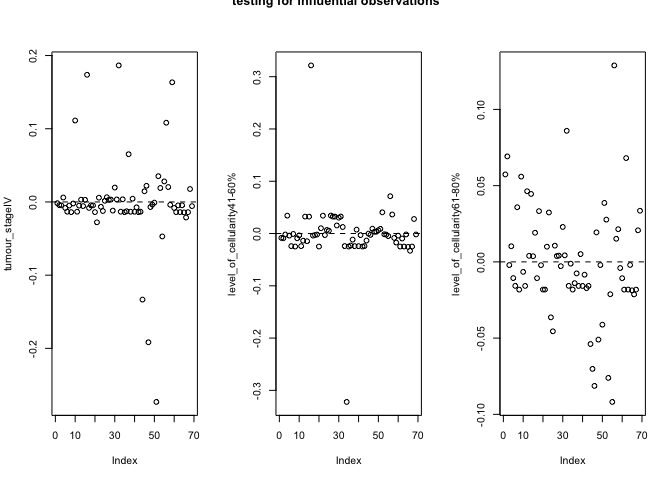 testing for influential observations
tumour_stageIV
0.2
0.1
0.0
-0.1
-0.2
0 10 30 50 70
Index
level_of_cellularity41-60%
0.3
0.2
0.1
0.0
-0.1
-0.2
-0.3
0 10 30 50 70
Index
level_of_cellularity61-80%
0.10
0.05
0.00
-0.05
-0.10
0 10 30 50 70
Index